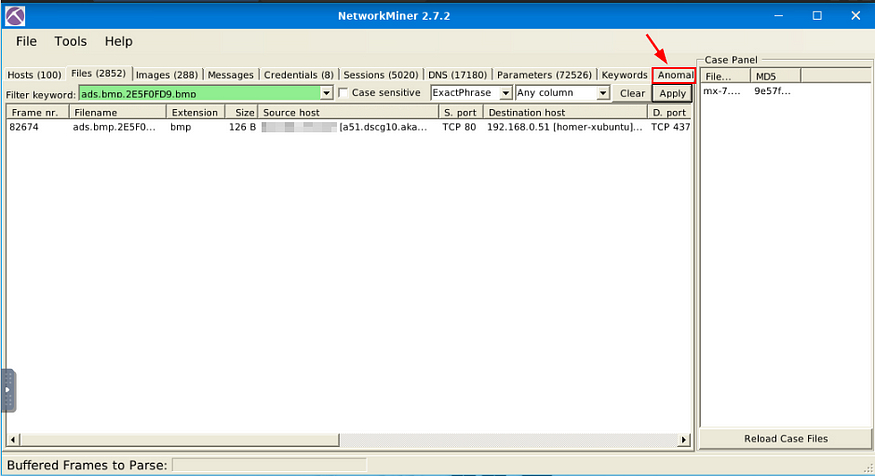 NetworkMiner 2.7.2
File Tools Help
Hosts (100) Files (2852) Images (288) Messages Credentials (8) Sessions (5020) DNS (17180) Parameters (72526) Keywords Anomal
Filter keyword: ads.bmp.2E5F0FD9.bmp Case sensitive ExactPhrase Any column Clear Apply
Frame nr. Filename Extension Size Source host S. port Destination host D. port
82674 ads.bmp.2E5F0... bmp 126 B [a51.dscg10.aka... TCP 80 192.168.0.51 [homer-xubuntu]... TCP 437
Case Panel
File... MD5
mx-7.... 9e57f...
Reload Case Files
Buffered Frames to Parse: